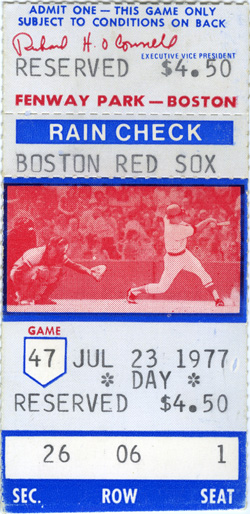 ADMIT ONE — THIS GAME ONLY
SUBJECT TO CONDITIONS ON BACK
Richard H. O'Connell
EXECUTIVE VICE PRESIDENT
RESERVED $4.50
FENWAY PARK — BOSTON
RAIN CHECK
BOSTON RED SOX
GAME
47 JUL 23 1977
* DAY *
RESERVED $4.50
26 06 1
SEC. ROW SEAT